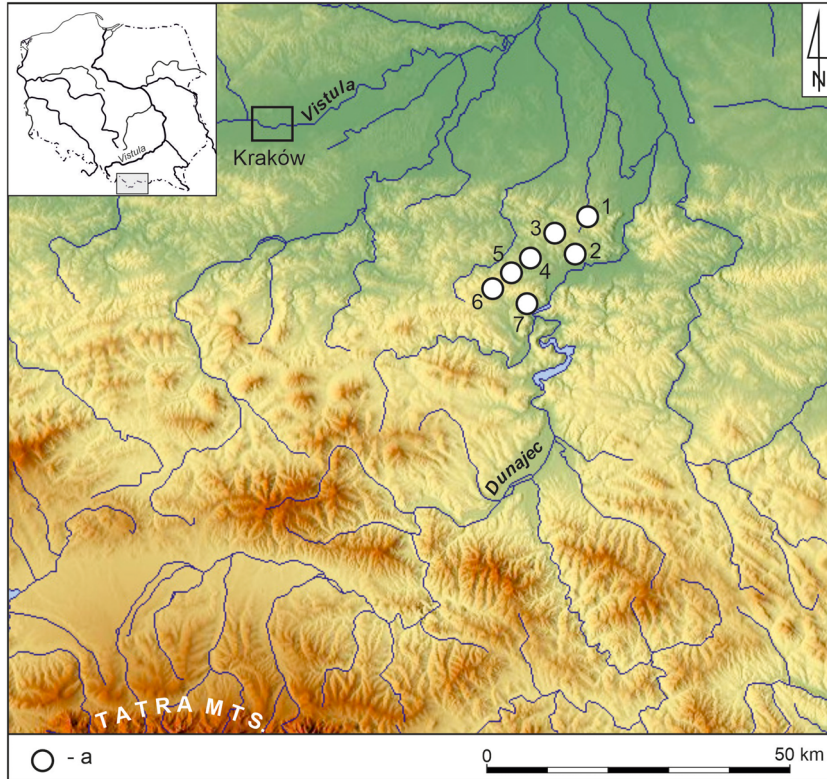 Vistula
N
Vistula
Kraków
1
3
2
5
4
6
7
Dunajec
TATRA MTS.
- a
0 50 km